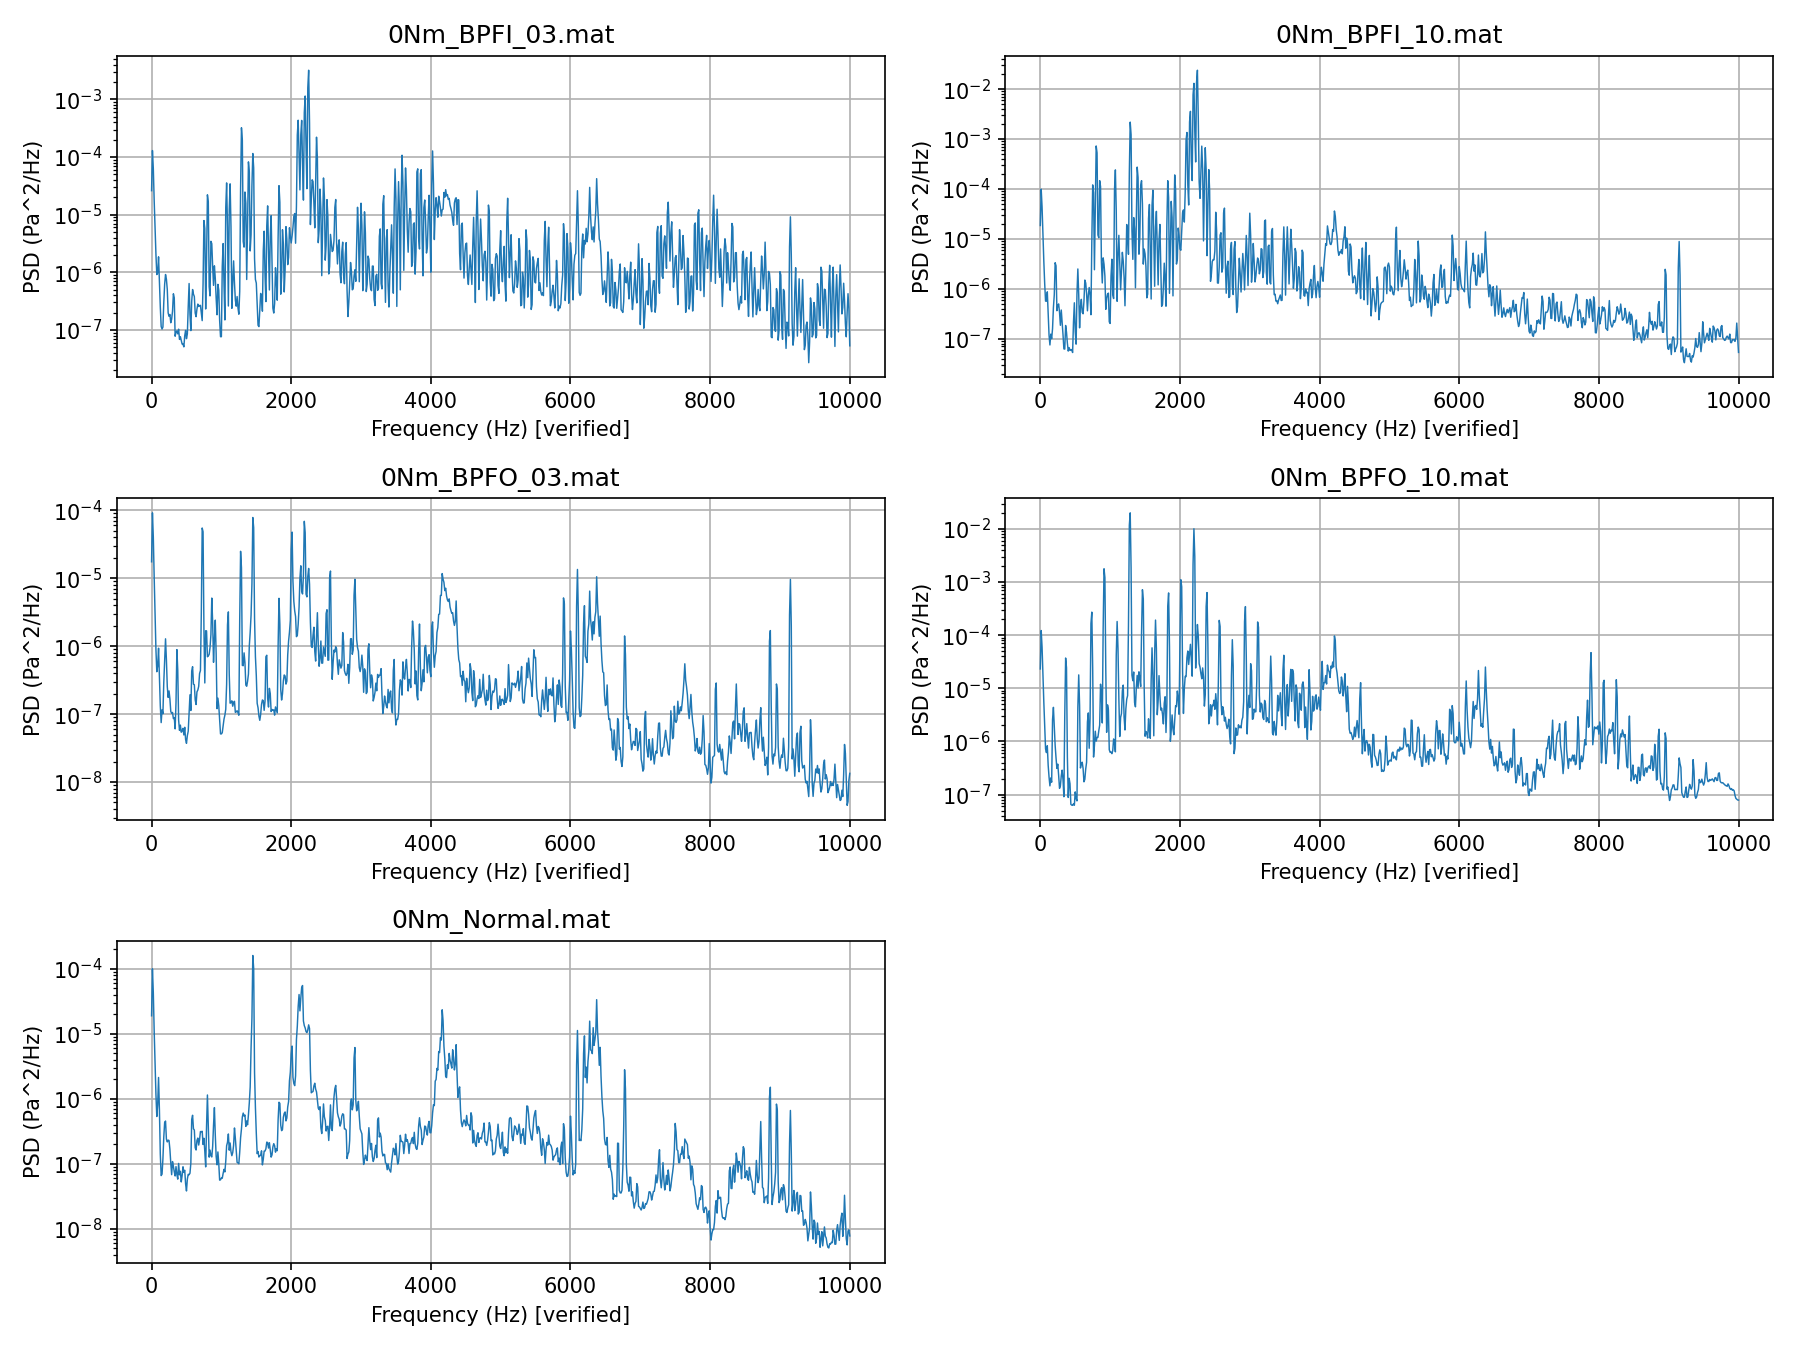 0Nm_BPFI_03.mat
PSD (Pa^2/Hz)
10⁻³
10⁻⁴
10⁻⁵
10⁻⁶
10⁻⁷
0 2000 4000 6000 8000 10000
Frequency (Hz) [verified]
0Nm_BPFI_10.mat
PSD (Pa^2/Hz)
10⁻²
10⁻³
10⁻⁴
10⁻⁵
10⁻⁶
10⁻⁷
0 2000 4000 6000 8000 10000
Frequency (Hz) [verified]
0Nm_BPFO_03.mat
PSD (Pa^2/Hz)
10⁻⁴
10⁻⁵
10⁻⁶
10⁻⁷
10⁻⁸
0 2000 4000 6000 8000 10000
Frequency (Hz) [verified]
0Nm_BPFO_10.mat
PSD (Pa^2/Hz)
10⁻²
10⁻³
10⁻⁴
10⁻⁵
10⁻⁶
10⁻⁷
0 2000 4000 6000 8000 10000
Frequency (Hz) [verified]
0Nm_Normal.mat
PSD (Pa^2/Hz)
10⁻⁴
10⁻⁵
10⁻⁶
10⁻⁷
10⁻⁸
0 2000 4000 6000 8000 10000
Frequency (Hz) [verified]